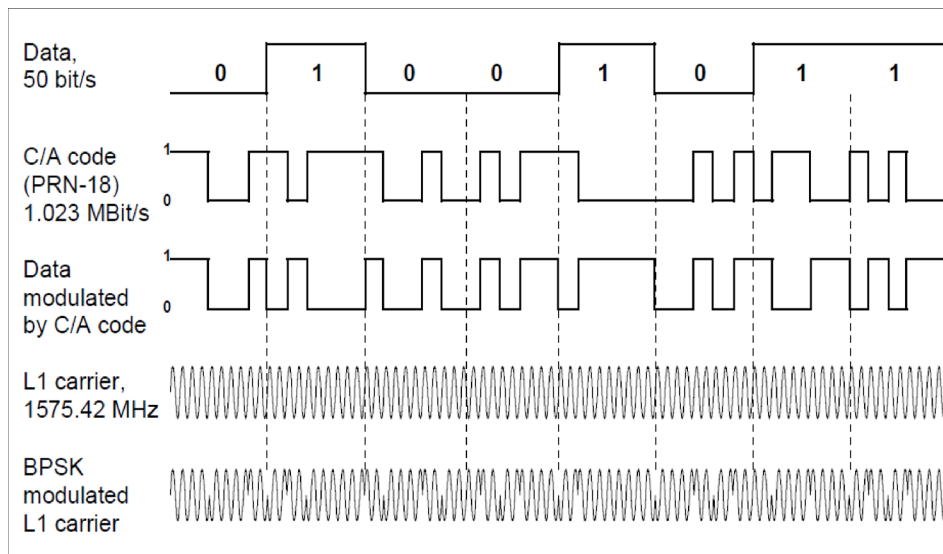 Data,
50 bit/s
0 1 0 0 1 0 1 1
C/A code
(PRN-18)
1.023 MBit/s
1
0
Data
modulated
by C/A code
1
0
L1 carrier,
1575.42 MHz
BPSK
modulated
L1 carrier